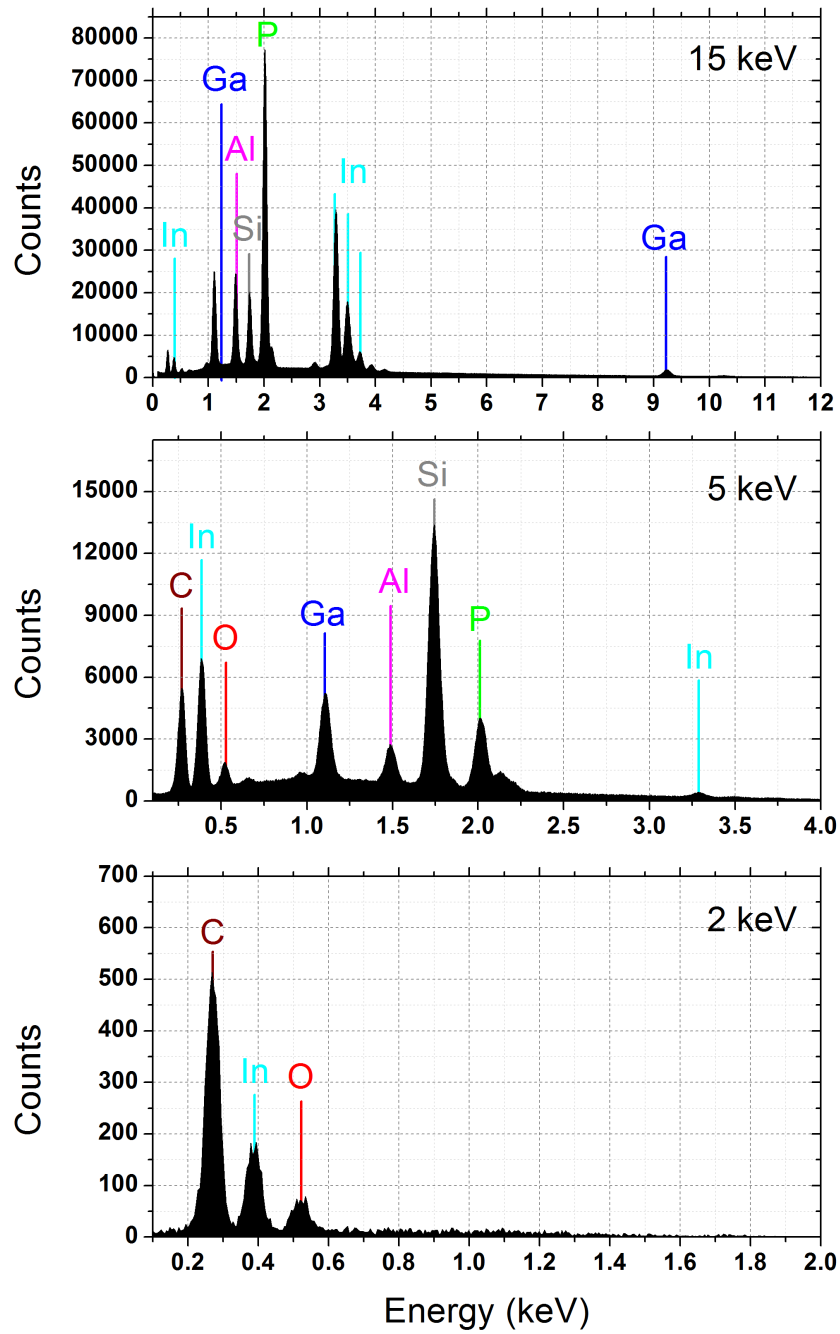 15 keV
P
Ga
Al
Si
In
In
Ga
Counts
80000
70000
60000
50000
40000
30000
20000
10000
0
0 1 2 3 4 5 6 7 8 9 10 11 12
5 keV
Si
In
C
O
Ga
Al
P
In
Counts
15000
12000
9000
6000
3000
0
0.5 1.0 1.5 2.0 2.5 3.0 3.5 4.0
2 keV
C
In
O
Counts
700
600
500
400
300
200
100
0
0.2 0.4 0.6 0.8 1.0 1.2 1.4 1.6 1.8 2.0
Energy (keV)